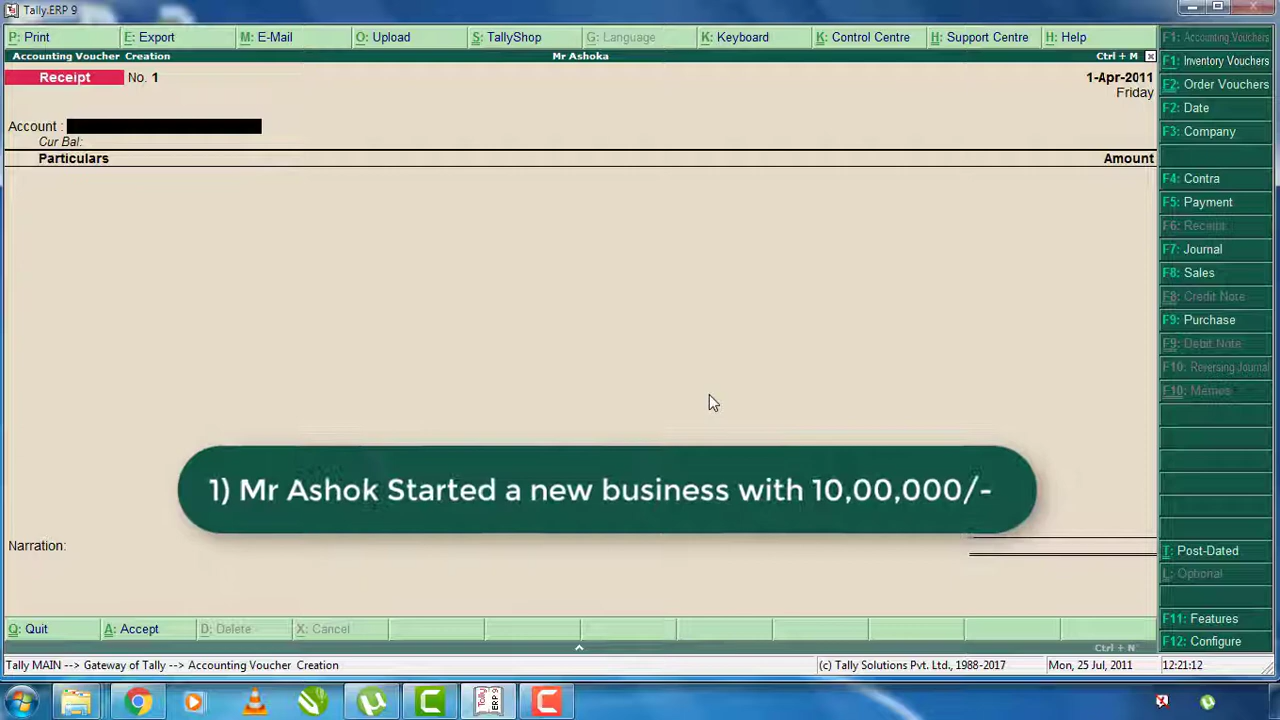 Tally.ERP 9
P: Print E: Export M: E-Mail O: Upload S: TallyShop G: Language K: Keyboard K: Control Centre H: Support Centre H: Help
Accounting Voucher Creation Mr Ashoka Ctrl + M
Receipt No. 1 1-Apr-2011
Friday
Account :
Cur Bal:
Particulars Amount
1) Mr Ashok Started a new business with 10,00,000/-
Narration:
F1: Accounting Vouchers
F1: Inventory Vouchers
F2: Order Vouchers
F2: Date
F3: Company
F4: Contra
F5: Payment
F6: Receipt
F7: Journal
F8: Sales
F8: Credit Note
F9: Purchase
F9: Debit Note
F10: Reversing Journal
F10: Memos
T: Post-Dated
L: Optional
F11: Features
F12: Configure
Q: Quit A: Accept D: Delete X: Cancel
Ctrl + N
Tally MAIN --> Gateway of Tally --> Accounting Voucher Creation (c) Tally Solutions Pvt. Ltd., 1988-2017 Mon, 25 Jul, 2011 12:21:12
Tally
ERP 9